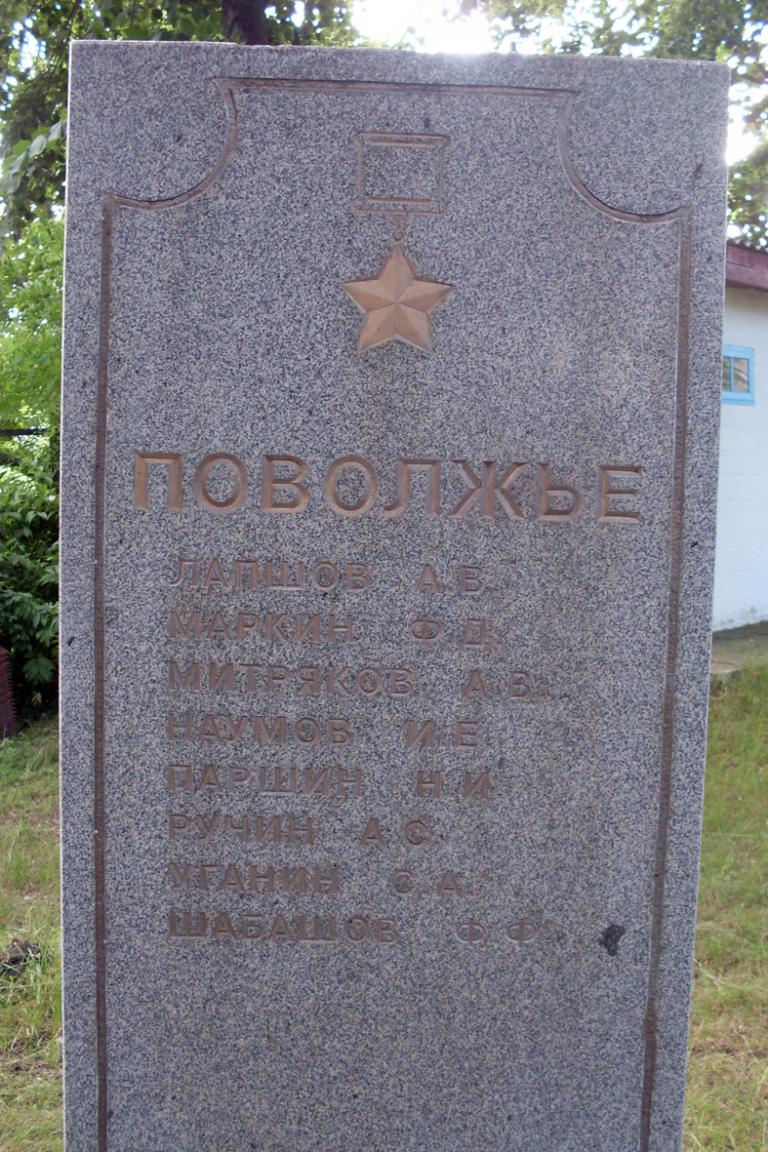 ПОВОЛЖЬЕ
ЛАПШОВ А.В.
МАРКИН Ф.Д.
МИТРЯКОВ А.В.
НАУМОВ И.Е.
ПАРШИН Н.И.
РУЧИН А.С.
УГАНИН С.А.
ШАБАШОВ Ф.Ф.